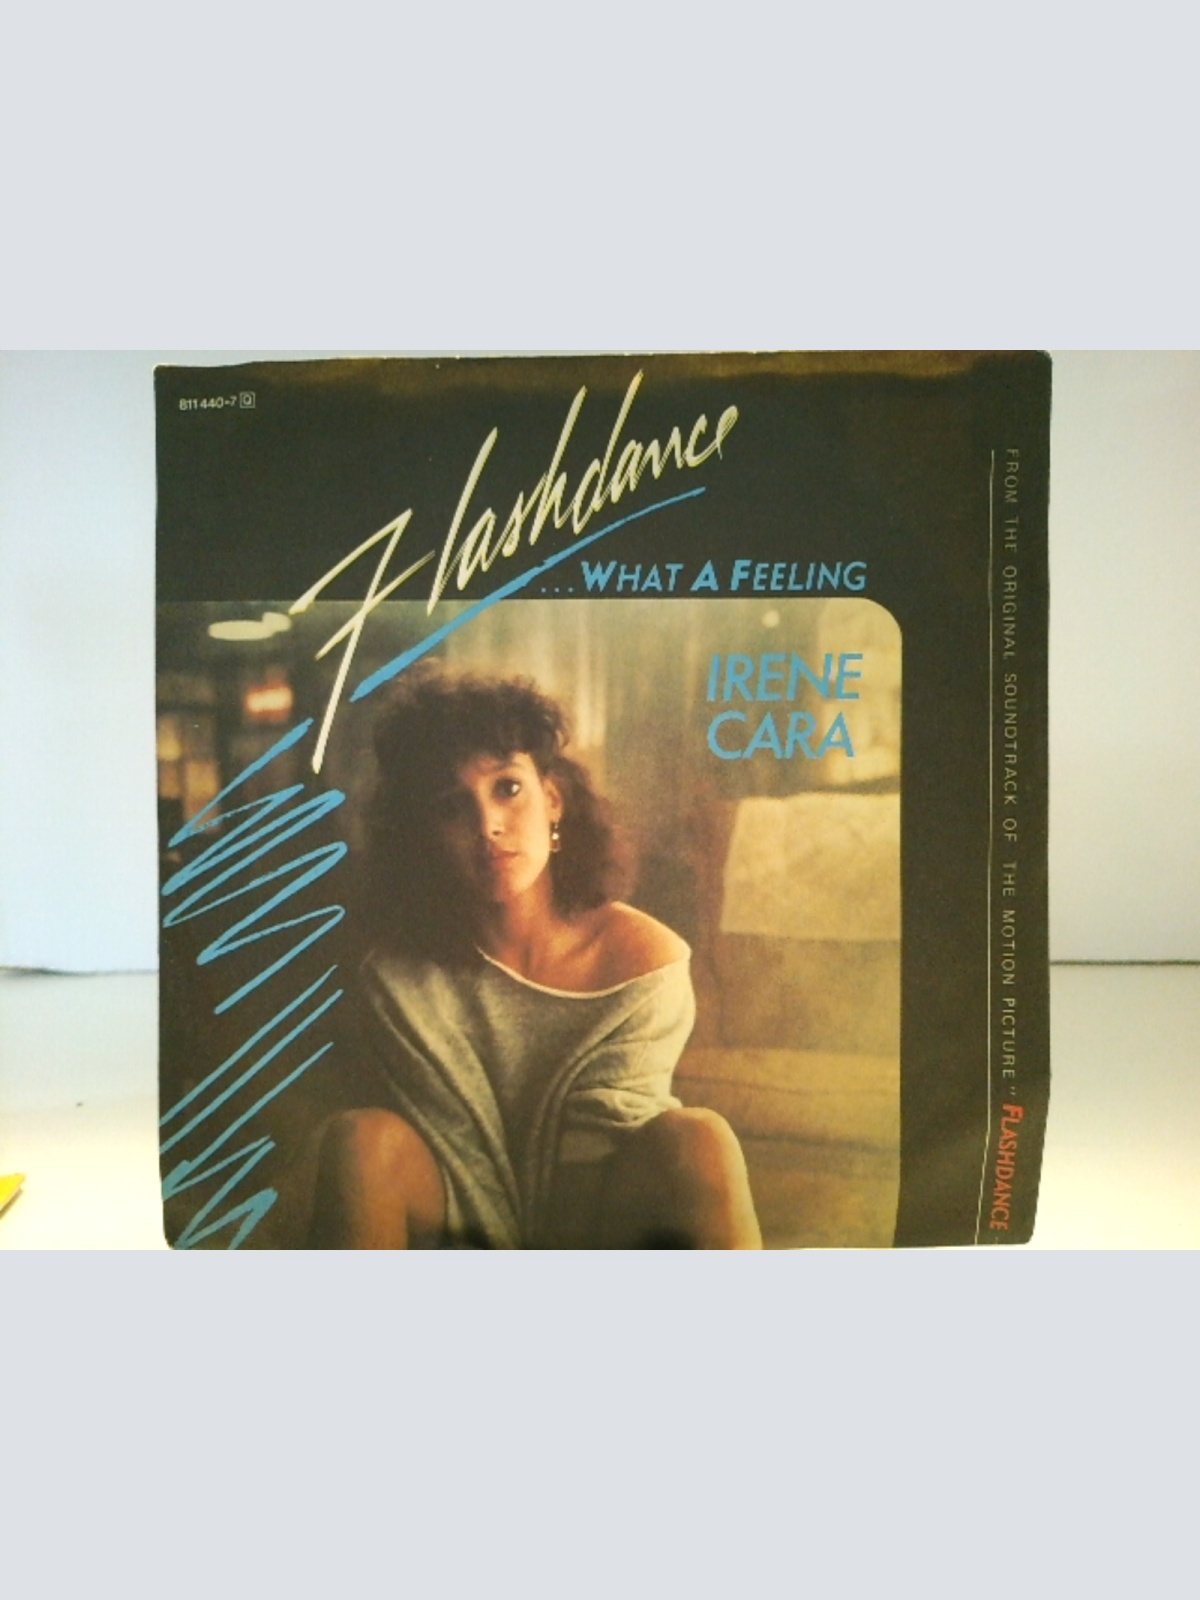 811 440-7 Q
Flashdance
...WHAT A FEELING
IRENE
CARA
FROM THE ORIGINAL SOUNDTRACK OF THE MOTION PICTURE "FLASHDANCE